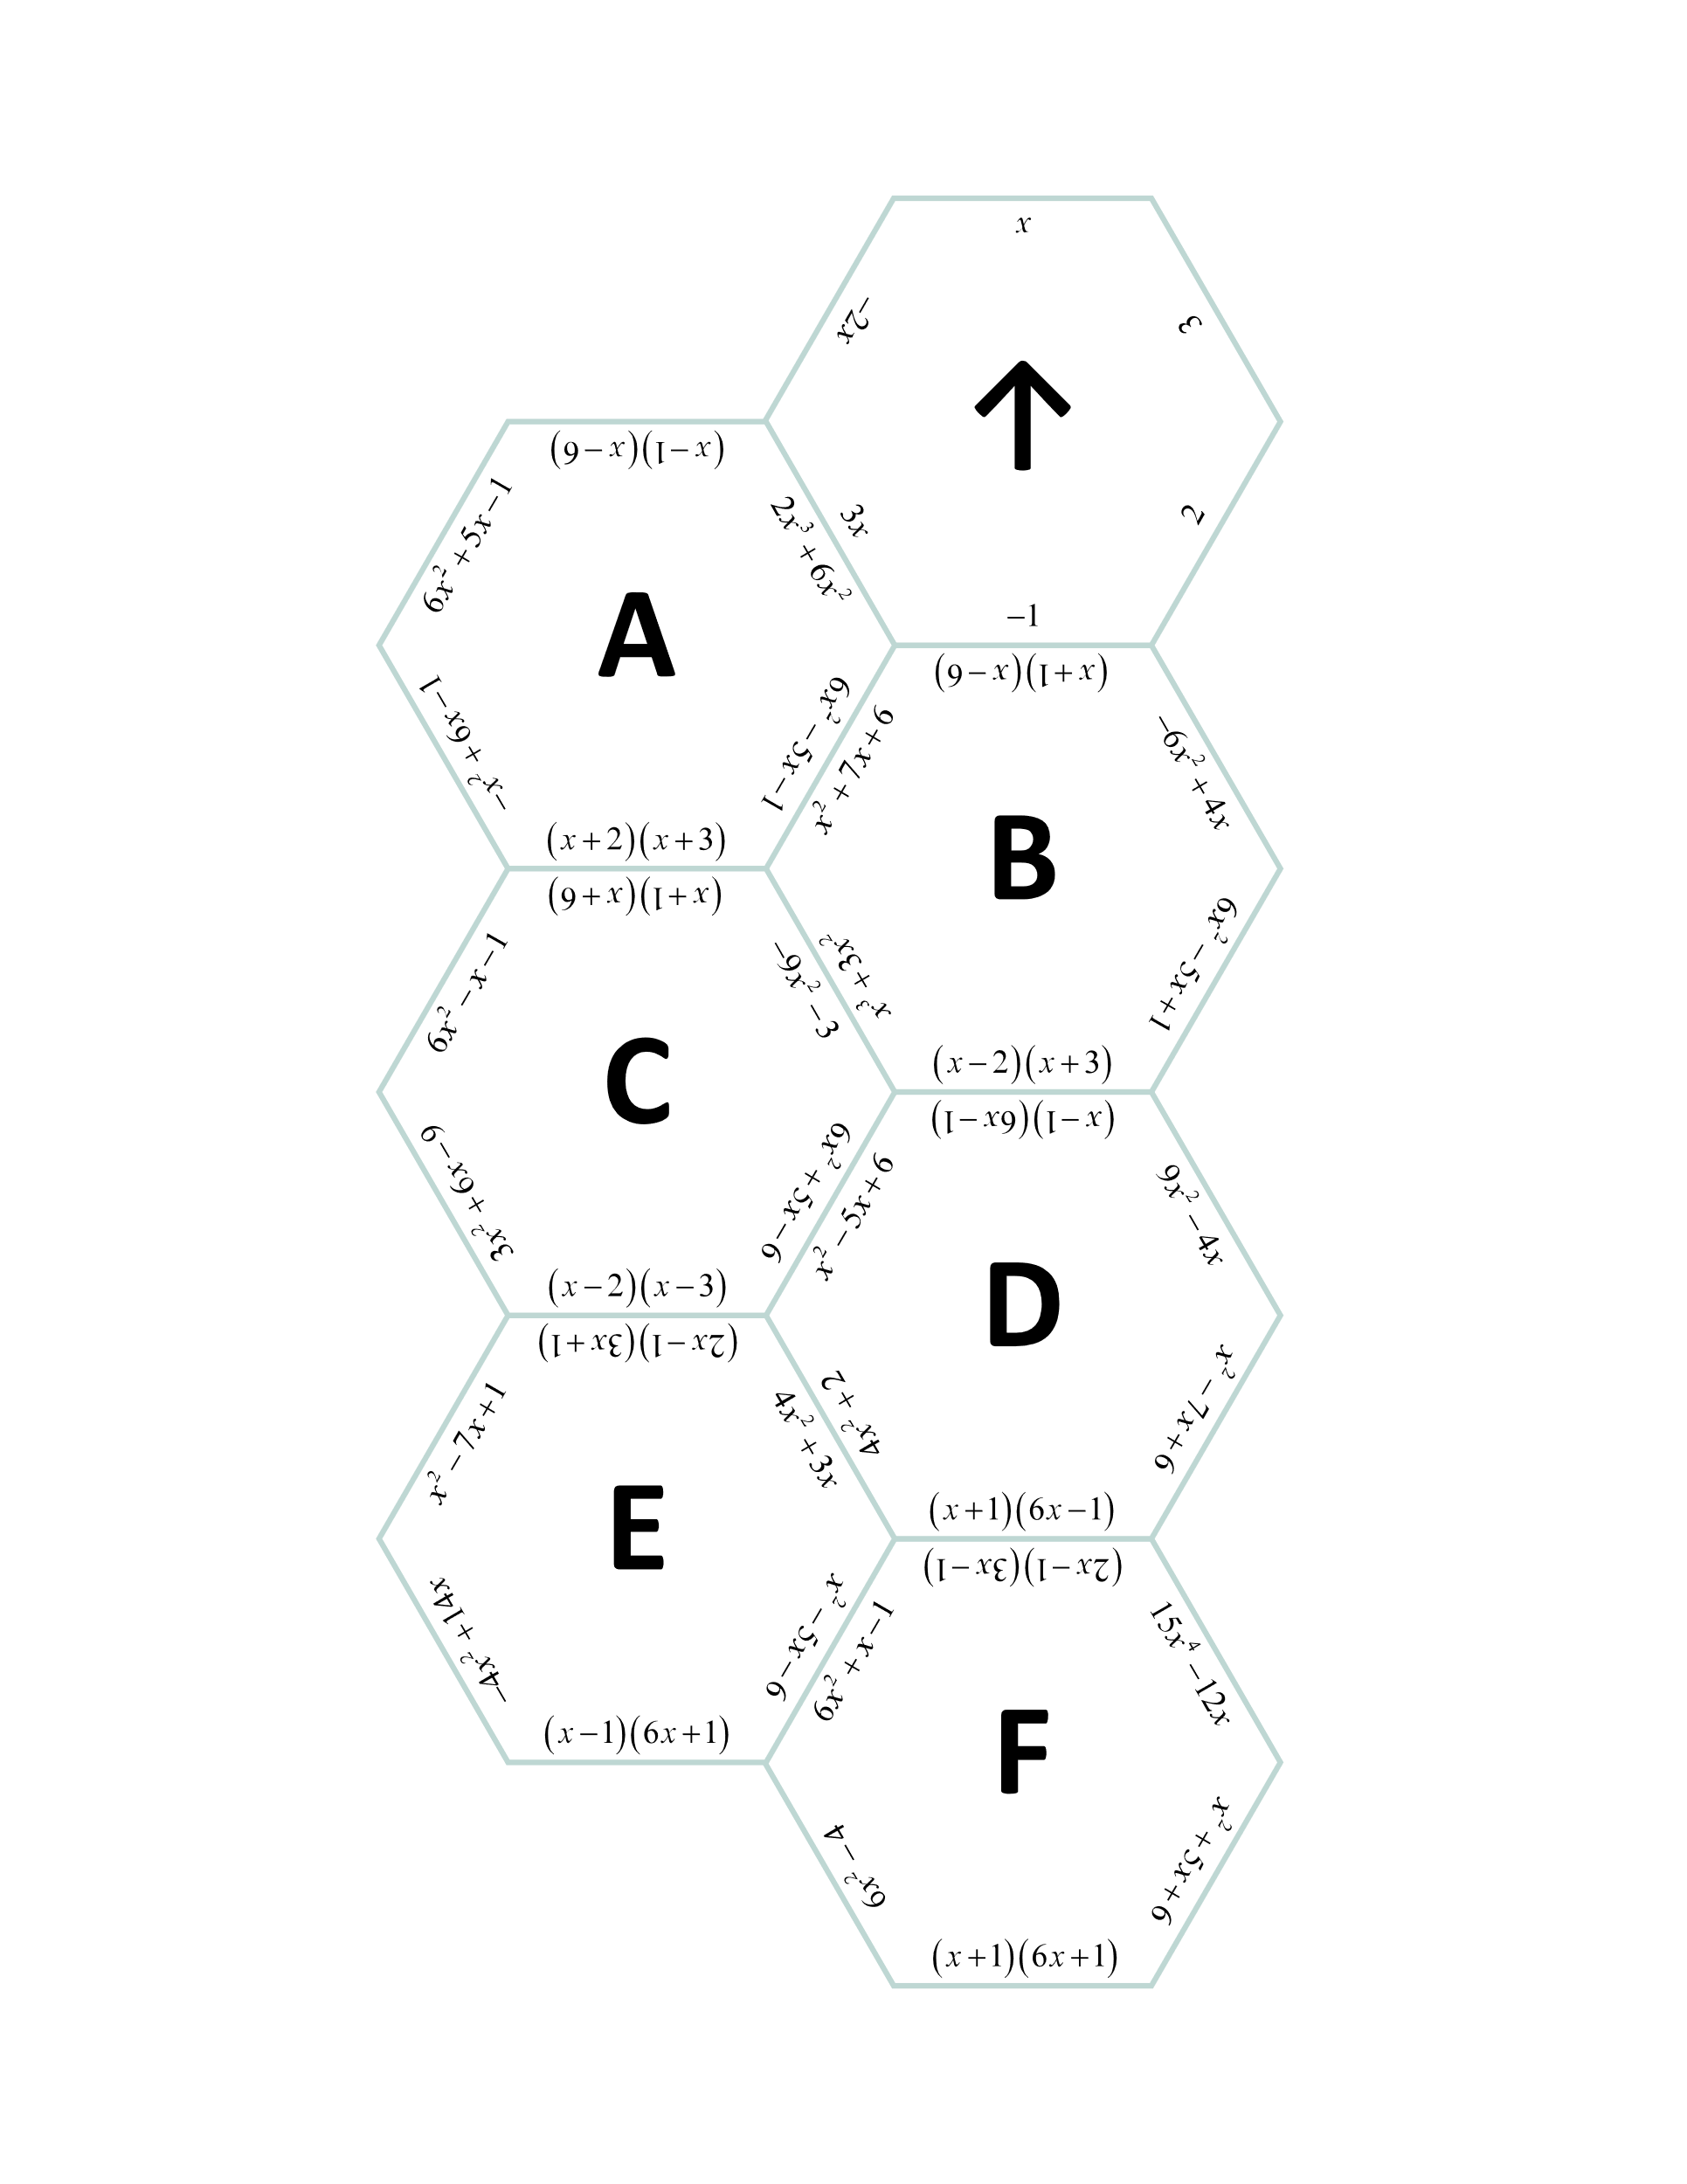 x
−2x
3
↑
3x
2
−1
(x−1)(x−6)
6x²+5x−1
2x³+6x²
A
−x²+6x−1
6x²−5x−1
(x+2)(x+3)
(x+1)(x−6)
x²+7x+6
−6x²+4x
B
x³+3x²
6x²−5x+1
(x−2)(x+3)
(x+1)(x+6)
6x²−x−1
−6x²−3
C
3x²+6x−9
6x²+5x−6
(x−2)(x−3)
(x−1)(6x−1)
x²−5x+6
9x²−4x
D
4x²+2
x²−7x+6
(x+1)(6x−1)
(2x−1)(3x+1)
x²−7x+1
4x²+3x
E
−4x²+14x
x²−5x−6
(x−1)(6x+1)
(2x−1)(3x−1)
6x²+x−1
15x⁴−12x
F
6x²−4
x²+5x+6
(x+1)(6x+1)